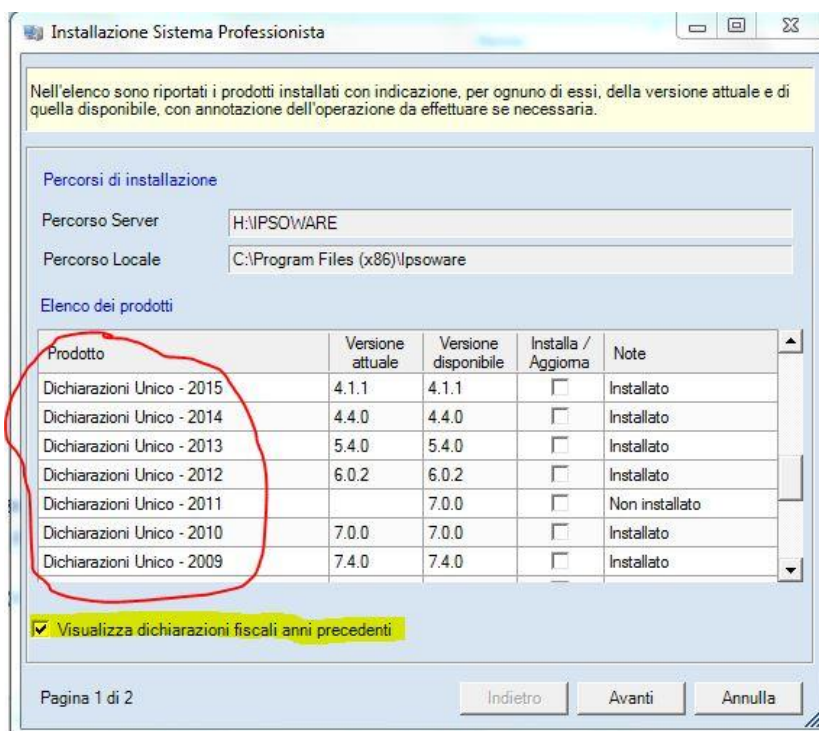 Installazione Sistema Professionista
Nell'elenco sono riportati i prodotti installati con indicazione, per ognuno di essi, della versione attuale e di
quella disponibile, con annotazione dell'operazione da effettuare se necessaria.
Percorsi di installazione
Percorso Server H:\IPSOWARE
Percorso Locale C:\Program Files (x86)\Ipsoware
Elenco dei prodotti
Prodotto Versione attuale Versione disponibile Installa / Aggiorna Note
Dichiarazioni Unico - 2015 4.1.1 4.1.1 Installato
Dichiarazioni Unico - 2014 4.4.0 4.4.0 Installato
Dichiarazioni Unico - 2013 5.4.0 5.4.0 Installato
Dichiarazioni Unico - 2012 6.0.2 6.0.2 Installato
Dichiarazioni Unico - 2011 7.0.0 Non installato
Dichiarazioni Unico - 2010 7.0.0 7.0.0 Installato
Dichiarazioni Unico - 2009 7.4.0 7.4.0 Installato
Visualizza dichiarazioni fiscali anni precedenti
Pagina 1 di 2 Indietro Avanti Annulla